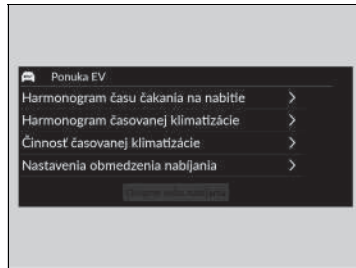 Ponuka EV
Harmonogram času čakania na nabitie
Harmonogram časovanej klimatizácie
Činnosť časovanej klimatizácie
Nastavenia obmedzenia nabíjania